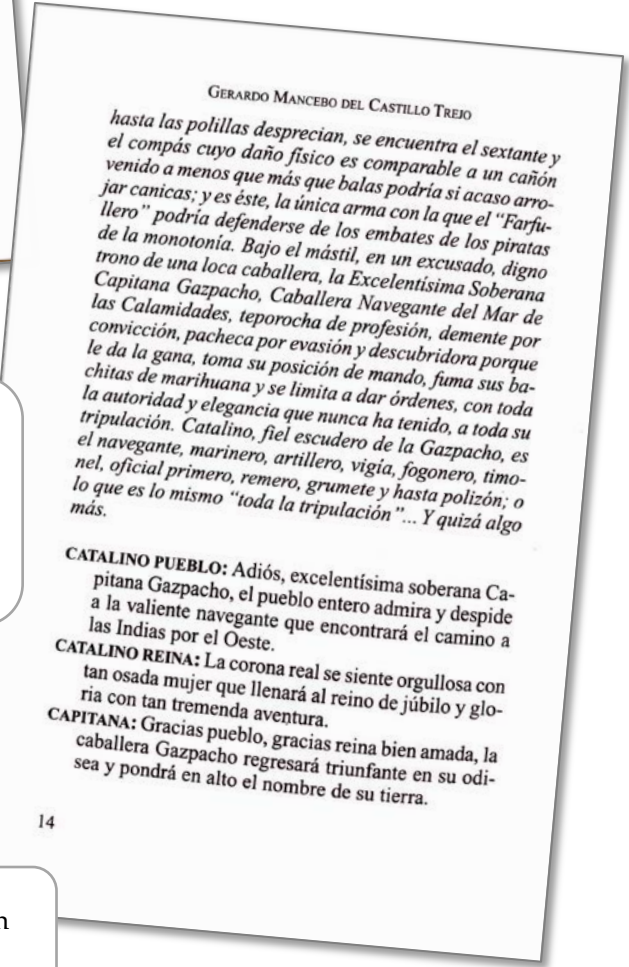 GERARDO MANCEBO DEL CASTILLO TREJO
hasta las polillas desprecian, se encuentra el sextante y
el compás cuyo daño físico es comparable a un cañón
venido a menos que más que balas podría si acaso arro-
jar canicas; y es éste, la única arma con la que el “Farfu-
llero” podría defenderse de los embates de los piratas
de la monotonía. Bajo el mástil, en un excusado, digno
trono de una loca caballera, la Excelentísima Soberana
Capitana Gazpacho, Caballera Navegante del Mar de
las Calamidades, teporocha de profesión, demente por
convicción, pacheca por evasión y descubridora porque
le da la gana, toma su posición de mando, fuma sus ba-
chitas de marihuana y se limita a dar órdenes, con toda
la autoridad y elegancia que nunca ha tenido, a toda su
tripulación. Catalino, fiel escudero de la Gazpacho, es
el navegante, marinero, artillero, vigía, fogonero, timo-
nel, oficial primero, remero, grumete y hasta polizón; o
lo que es lo mismo “toda la tripulación”... Y quizá algo
más.
CATALINO PUEBLO: Adiós, excelentísima soberana Ca-
pitana Gazpacho, el pueblo entero admira y despide
a la valiente navegante que encontrará el camino a
las Indias por el Oeste.
CATALINO REINA: La corona real se siente orgullosa con
tan osada mujer que llenará al reino de júbilo y glo-
ria con tan tremenda aventura.
CAPITANA: Gracias pueblo, gracias reina bien amada, la
caballera Gazpacho regresará triunfante en su odi-
sea y pondrá en alto el nombre de su tierra.
14
n